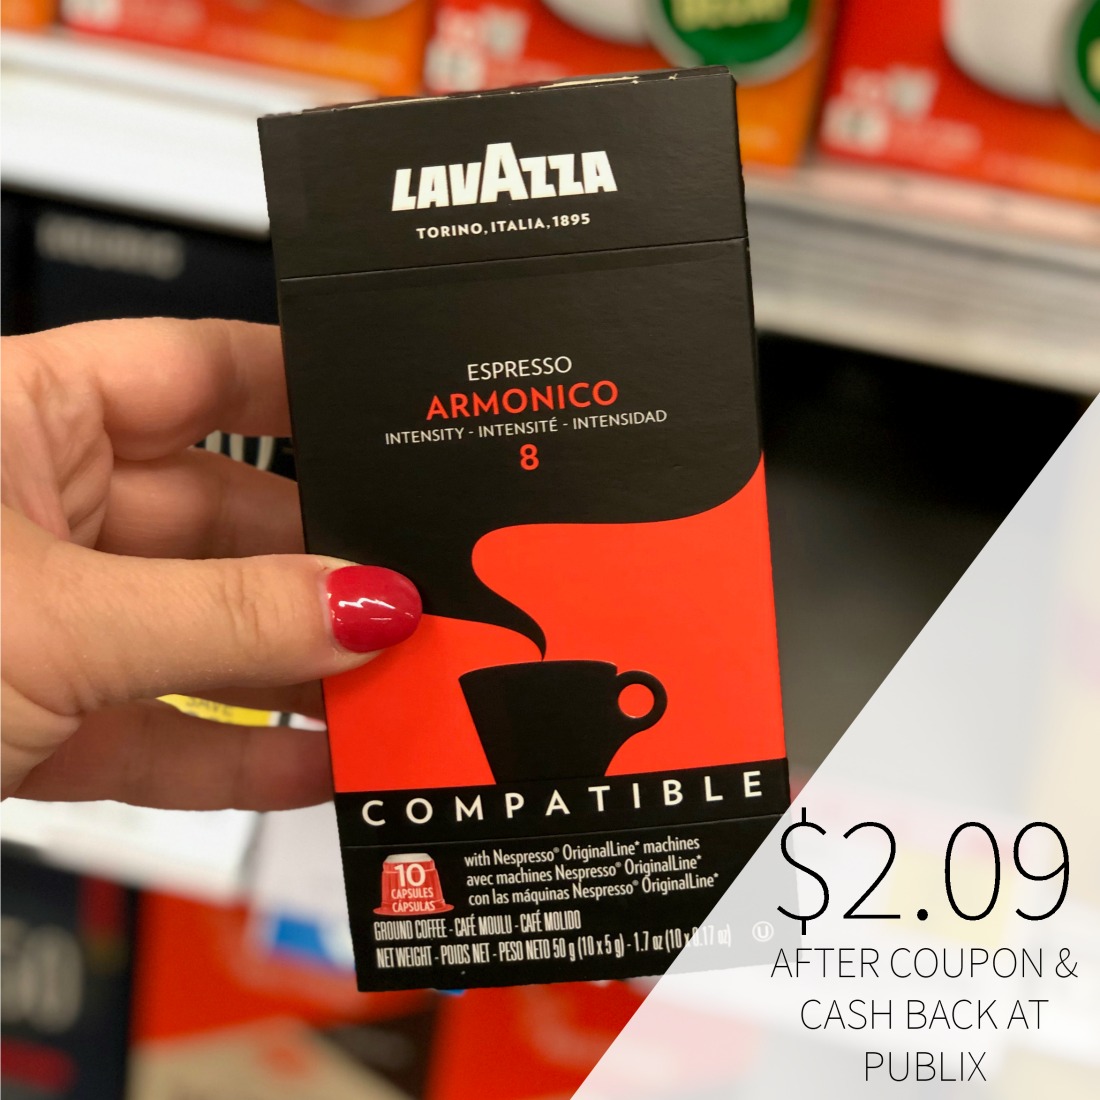 LAVAZZA
TORINO, ITALIA, 1895
ESPRESSO
ARMONICO
INTENSITY - INTENSITÉ - INTENSIDAD
8
COMPATIBLE
10
CAPSULES
CÁPSULAS
with Nespresso® OriginalLine* machines
avec machines Nespresso® OriginalLine*
con las máquinas Nespresso® OriginalLine*
GROUND COFFEE - CAFÉ MOULU - CAFÉ MOLIDO
NET WEIGHT - POIDS NET - PESO NETO 50 g (10 x 5 g) - 1.7 oz (10 x 0.17 oz)
U
SAVE
$2.09
AFTER COUPON &
CASH BACK AT
PUBLIX